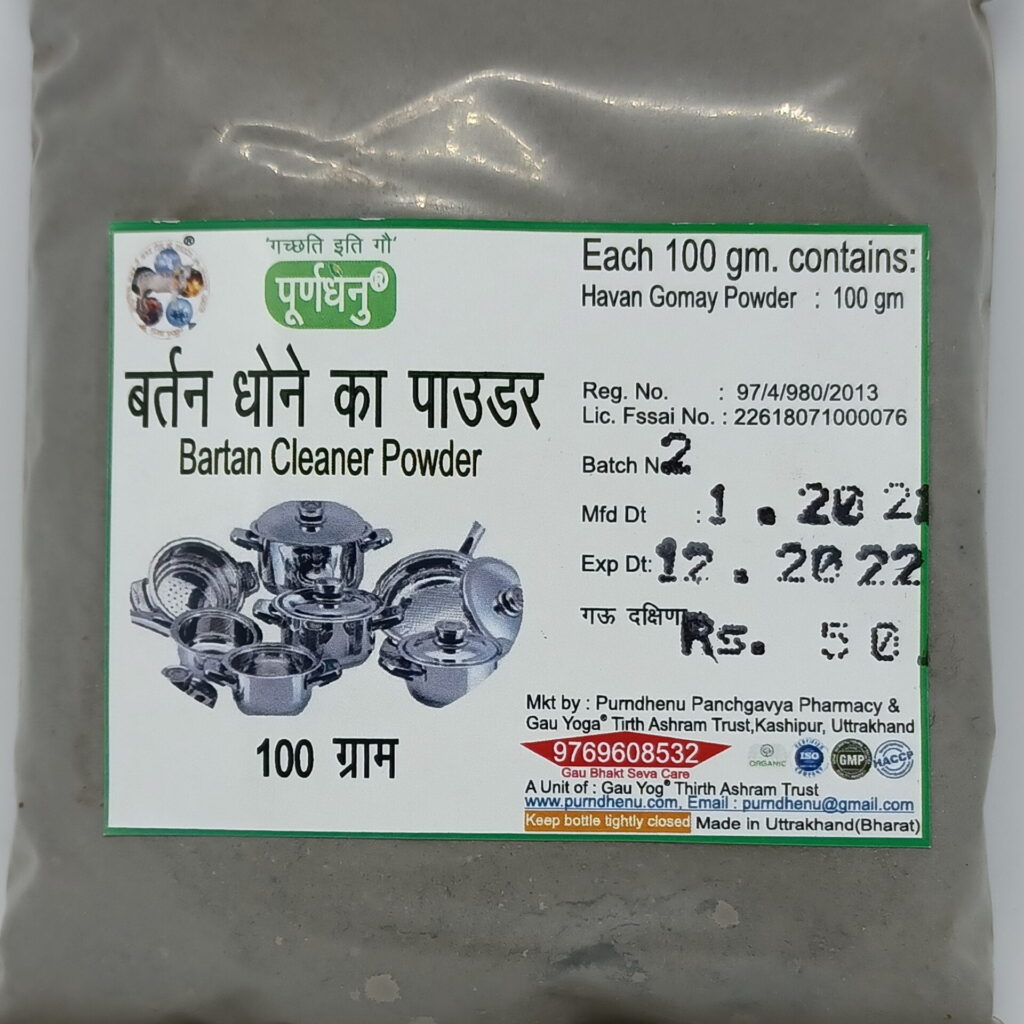 ®
'गच्छति इति गौ'
पूर्णधेनु®
बर्तन धोने का पाउडर
Bartan Cleaner Powder
100 ग्राम
Each 100 gm. contains:
Havan Gomay Powder : 100 gm
Reg. No. : 97/4/980/2013
Lic. Fssai No. : 22618071000076
Batch No. 2
Mfd Dt : 1 . 2021
Exp Dt: 12 . 2022
गऊ दक्षिणा Rs. 50.
Mkt by : Purndhenu Panchgavya Pharmacy &
Gau Yoga® Tirth Ashram Trust,Kashipur, Uttrakhand
9769608532
Gau Bhakt Seva Care
ORGANIC
ISO
GMP
HACCP
A Unit of : Gau Yog® Thirth Ashram Trust
www.purndhenu.com, Email : purndhenu@gmail.com
Keep bottle tightly closed Made in Uttrakhand(Bharat)